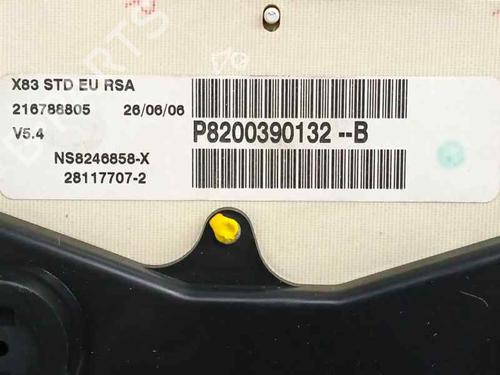 X83 STD EU RSA
216788805 26/06/06
V5.4
P8200390132 --B
NS8246858-X
28117707-2